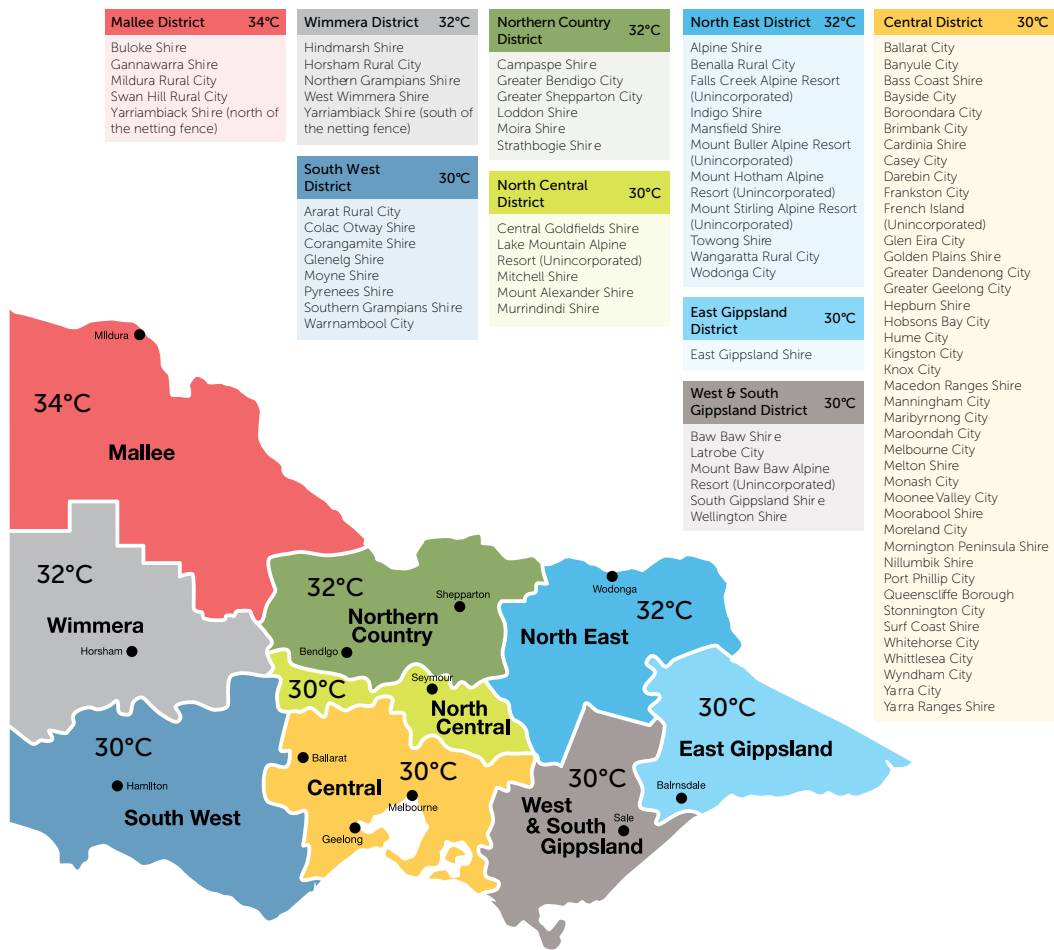 Mallee District 34°C
Buloke Shire
Gannawarra Shire
Mildura Rural City
Swan Hill Rural City
Yarriambiack Shire (north of
the netting fence)
Wimmera District 32°C
Hindmarsh Shire
Horsham Rural City
Northern Grampians Shire
West Wimmera Shire
Yarriambiack Shire (south of
the netting fence)
South West
District 30°C
Ararat Rural City
Colac Otway Shire
Corangamite Shire
Glenelg Shire
Moyne Shire
Pyrenees Shire
Southern Grampians Shire
Warrnambool City
Northern Country
District 32°C
Campaspe Shire
Greater Bendigo City
Greater Shepparton City
Loddon Shire
Moira Shire
Strathbogie Shire
North Central
District 30°C
Central Goldfields Shire
Lake Mountain Alpine
Resort (Unincorporated)
Mitchell Shire
Mount Alexander Shire
Murrindindi Shire
North East District 32°C
Alpine Shire
Benalla Rural City
Falls Creek Alpine Resort
(Unincorporated)
Indigo Shire
Mansfield Shire
Mount Buller Alpine Resort
(Unincorporated)
Mount Hotham Alpine
Resort (Unincorporated)
Mount Stirling Alpine Resort
(Unincorporated)
Towong Shire
Wangaratta Rural City
Wodonga City
East Gippsland
District 30°C
East Gippsland Shire
West & South
Gippsland District 30°C
Baw Baw Shire
Latrobe City
Mount Baw Baw Alpine
Resort (Unincorporated)
South Gippsland Shire
Wellington Shire
Central District 30°C
Ballarat City
Banyule City
Bass Coast Shire
Bayside City
Boroondara City
Brimbank City
Cardinia Shire
Casey City
Darebin City
Frankston City
French Island
(Unincorporated)
Glen Eira City
Golden Plains Shire
Greater Dandenong City
Greater Geelong City
Hepburn Shire
Hobsons Bay City
Hume City
Kingston City
Knox City
Macedon Ranges Shire
Manningham City
Maribyrnong City
Maroondah City
Melbourne City
Melton Shire
Monash City
Moonee Valley City
Moorabool Shire
Moreland City
Mornington Peninsula Shire
Nillumbik Shire
Port Phillip City
Queenscliffe Borough
Stonnington City
Surf Coast Shire
Whitehorse City
Whittlesea City
Wyndham City
Yarra City
Yarra Ranges Shire
Mildura
34°C
Mallee
32°C
Wimmera
Horsham
32°C
Shepparton
Northern
Country
Bendigo
Wodonga
32°C
North East
30°C
Seymour
North
Central
30°C
East Gippsland
Bairnsdale
30°C
Hamilton
South West
Ballarat
30°C
Central
Melbourne
Geelong
30°C
West
& South
Gippsland
Sale